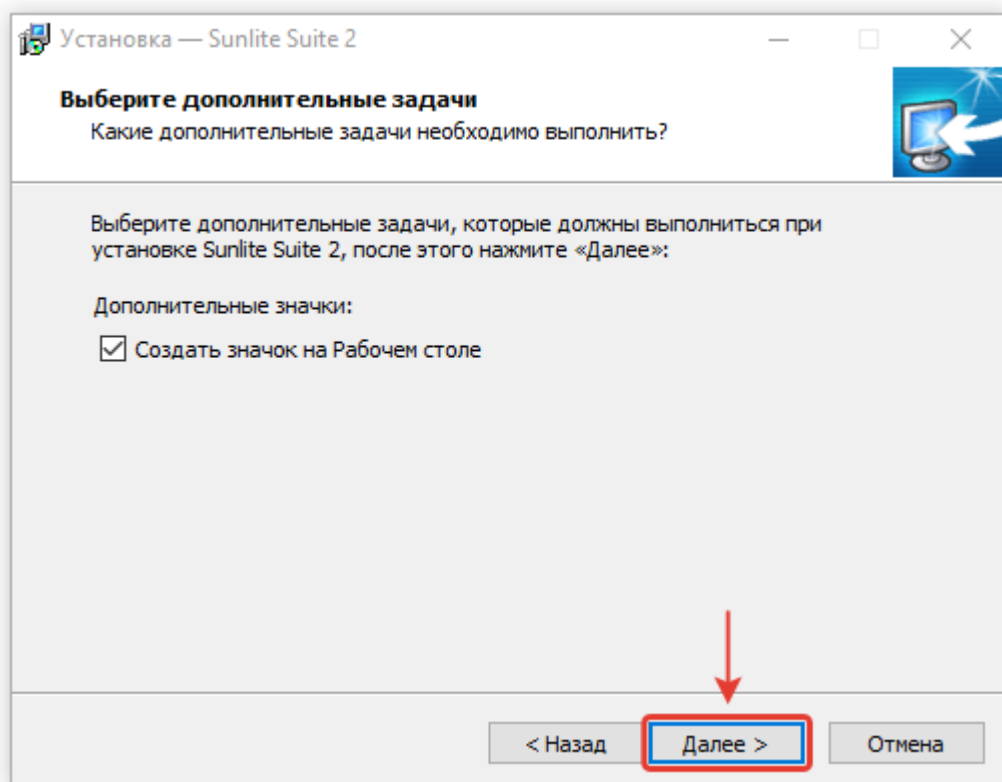 Установка — Sunlite Suite 2
Выберите дополнительные задачи
Какие дополнительные задачи необходимо выполнить?
Выберите дополнительные задачи, которые должны выполниться при
установке Sunlite Suite 2, после этого нажмите «Далее»:
Дополнительные значки:
Создать значок на Рабочем столе
< Назад Далее > Отмена